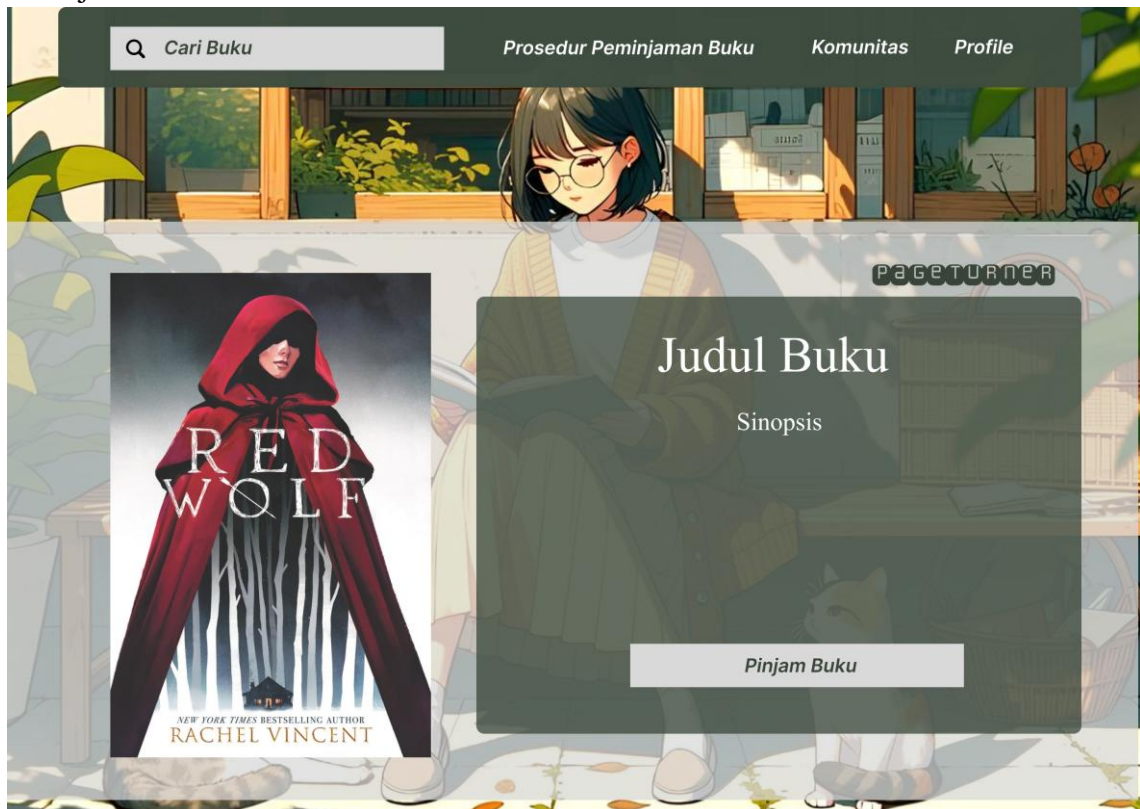 Cari Buku
Prosedur Peminjaman Buku
Komunitas
Profile
PAGETURNER
Judul Buku
Sinopsis
RED
WOLF
NEW YORK TIMES BESTSELLING AUTHOR
RACHEL VINCENT
Pinjam Buku